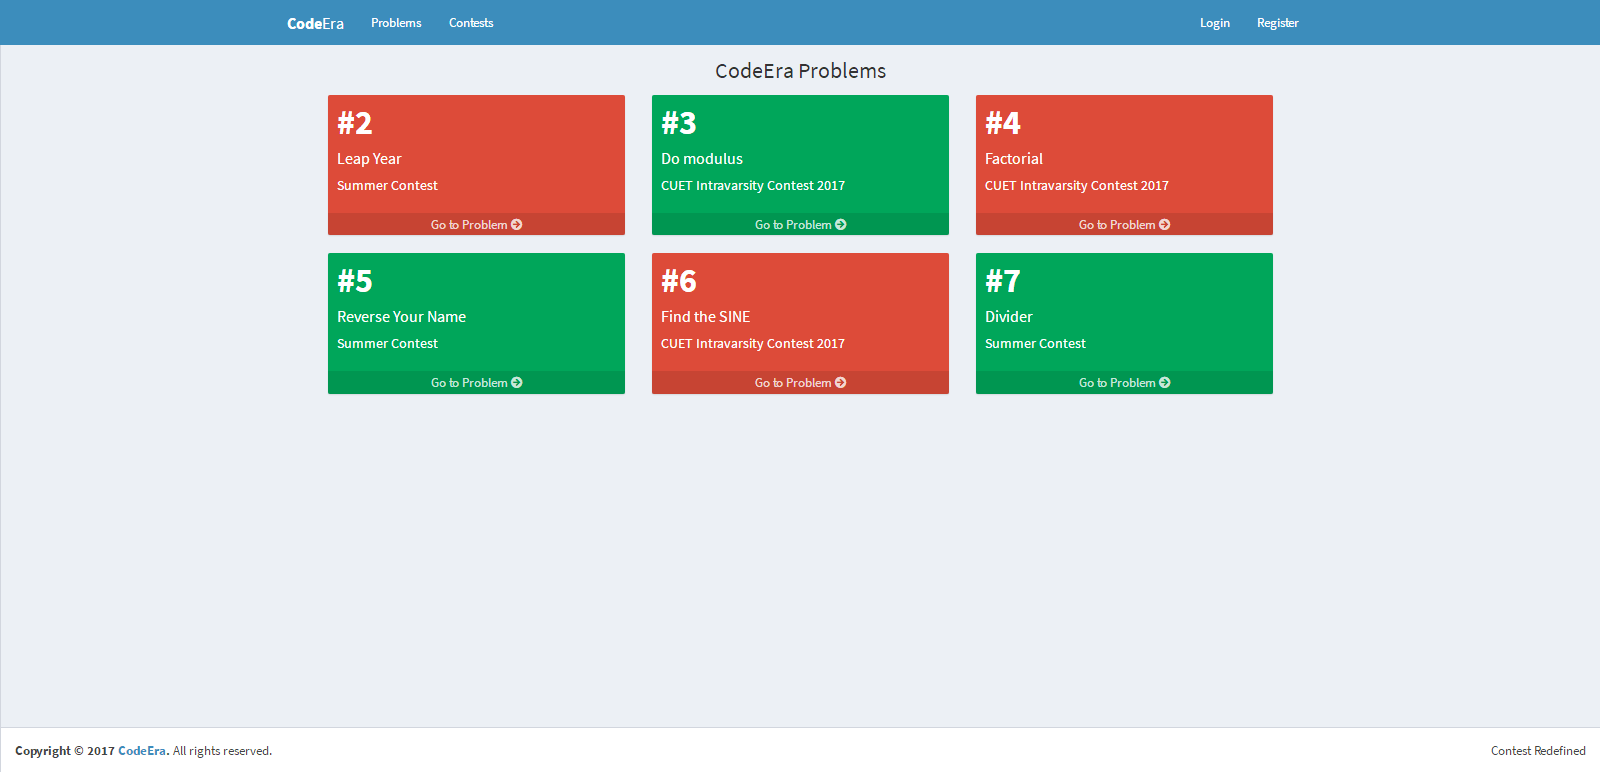 CodeEra Problems Contests Login Register
CodeEra Problems
#2
Leap Year
Summer Contest
Go to Problem
#3
Do modulus
CUET Intravarsity Contest 2017
Go to Problem
#4
Factorial
CUET Intravarsity Contest 2017
Go to Problem
#5
Reverse Your Name
Summer Contest
Go to Problem
#6
Find the SINE
CUET Intravarsity Contest 2017
Go to Problem
#7
Divider
Summer Contest
Go to Problem
Copyright © 2017 CodeEra. All rights reserved. Contest Redefined